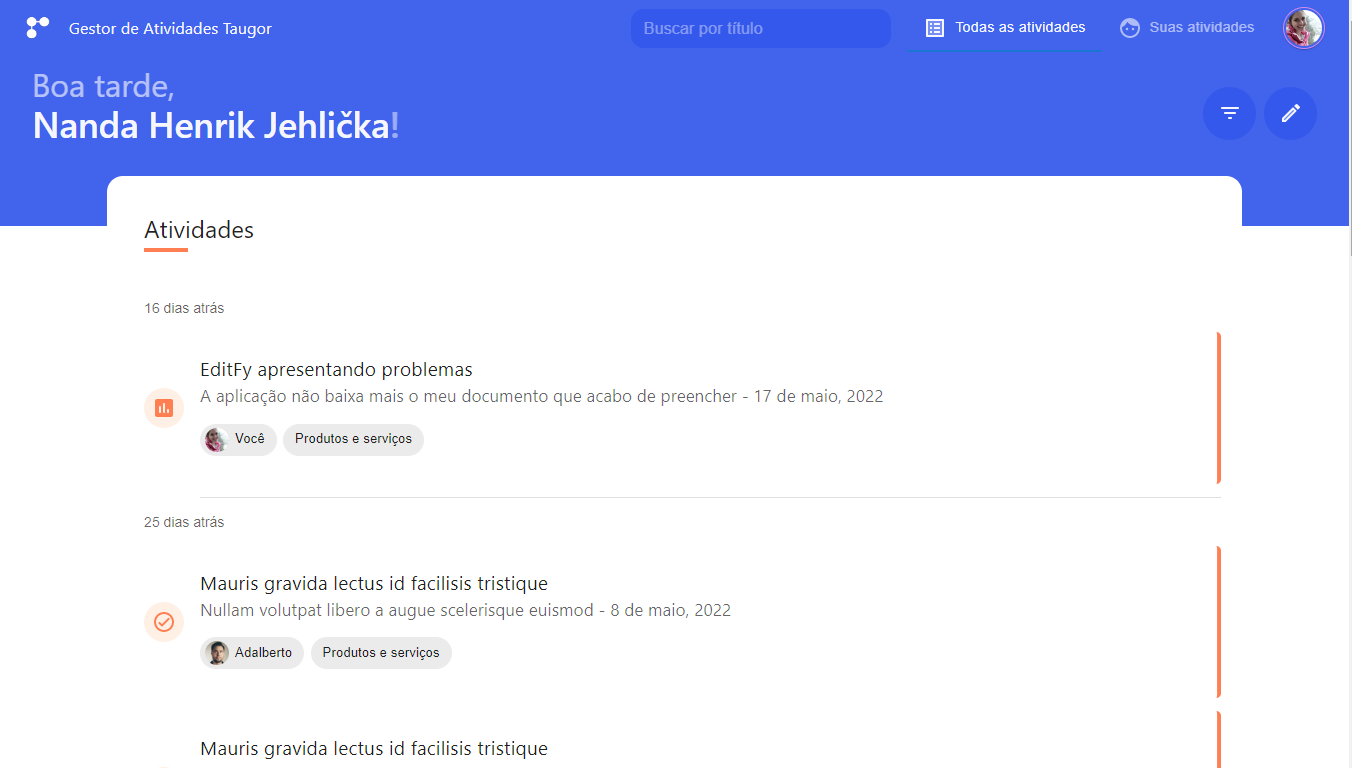 Gestor de Atividades Taugor
Buscar por título
Todas as atividades
Suas atividades
Boa tarde,
Nanda Henrik Jehlička!
Atividades
16 dias atrás
EditFy apresentando problemas
A aplicação não baixa mais o meu documento que acabo de preencher - 17 de maio, 2022
Você
Produtos e serviços
25 dias atrás
Mauris gravida lectus id facilisis tristique
Nullam volutpat libero a augue scelerisque euismod - 8 de maio, 2022
Adalberto
Produtos e serviços
Mauris gravida lectus id facilisis tristique